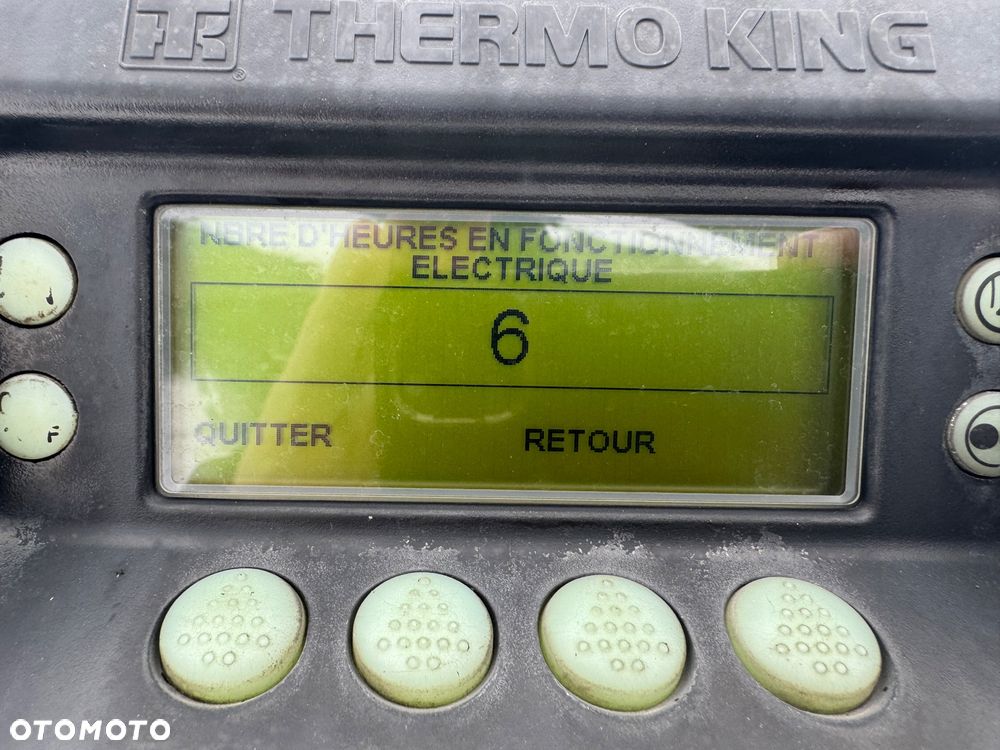 THERMO KING
NBRE D'HEURES EN FONCTIONNEMENT
ELECTRIQUE
6
QUITTER
RETOUR
OTOMOTO